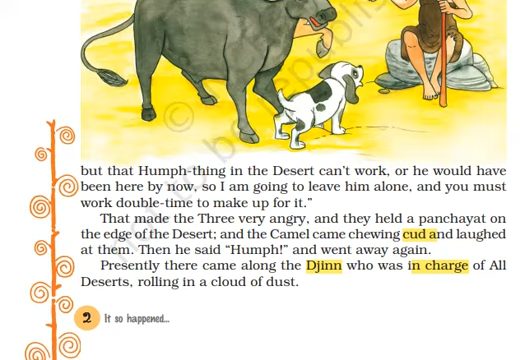 but that Humph-thing in the Desert can't work, or he would have
been here by now, so I am going to leave him alone, and you must
work double-time to make up for it."
That made the Three very angry, and they held a panchayat on
the edge of the Desert; and the Camel came chewing cud and laughed
at them. Then he said "Humph!" and went away again.
Presently there came along the Djinn who was in charge of All
Deserts, rolling in a cloud of dust.
2 It so happened...